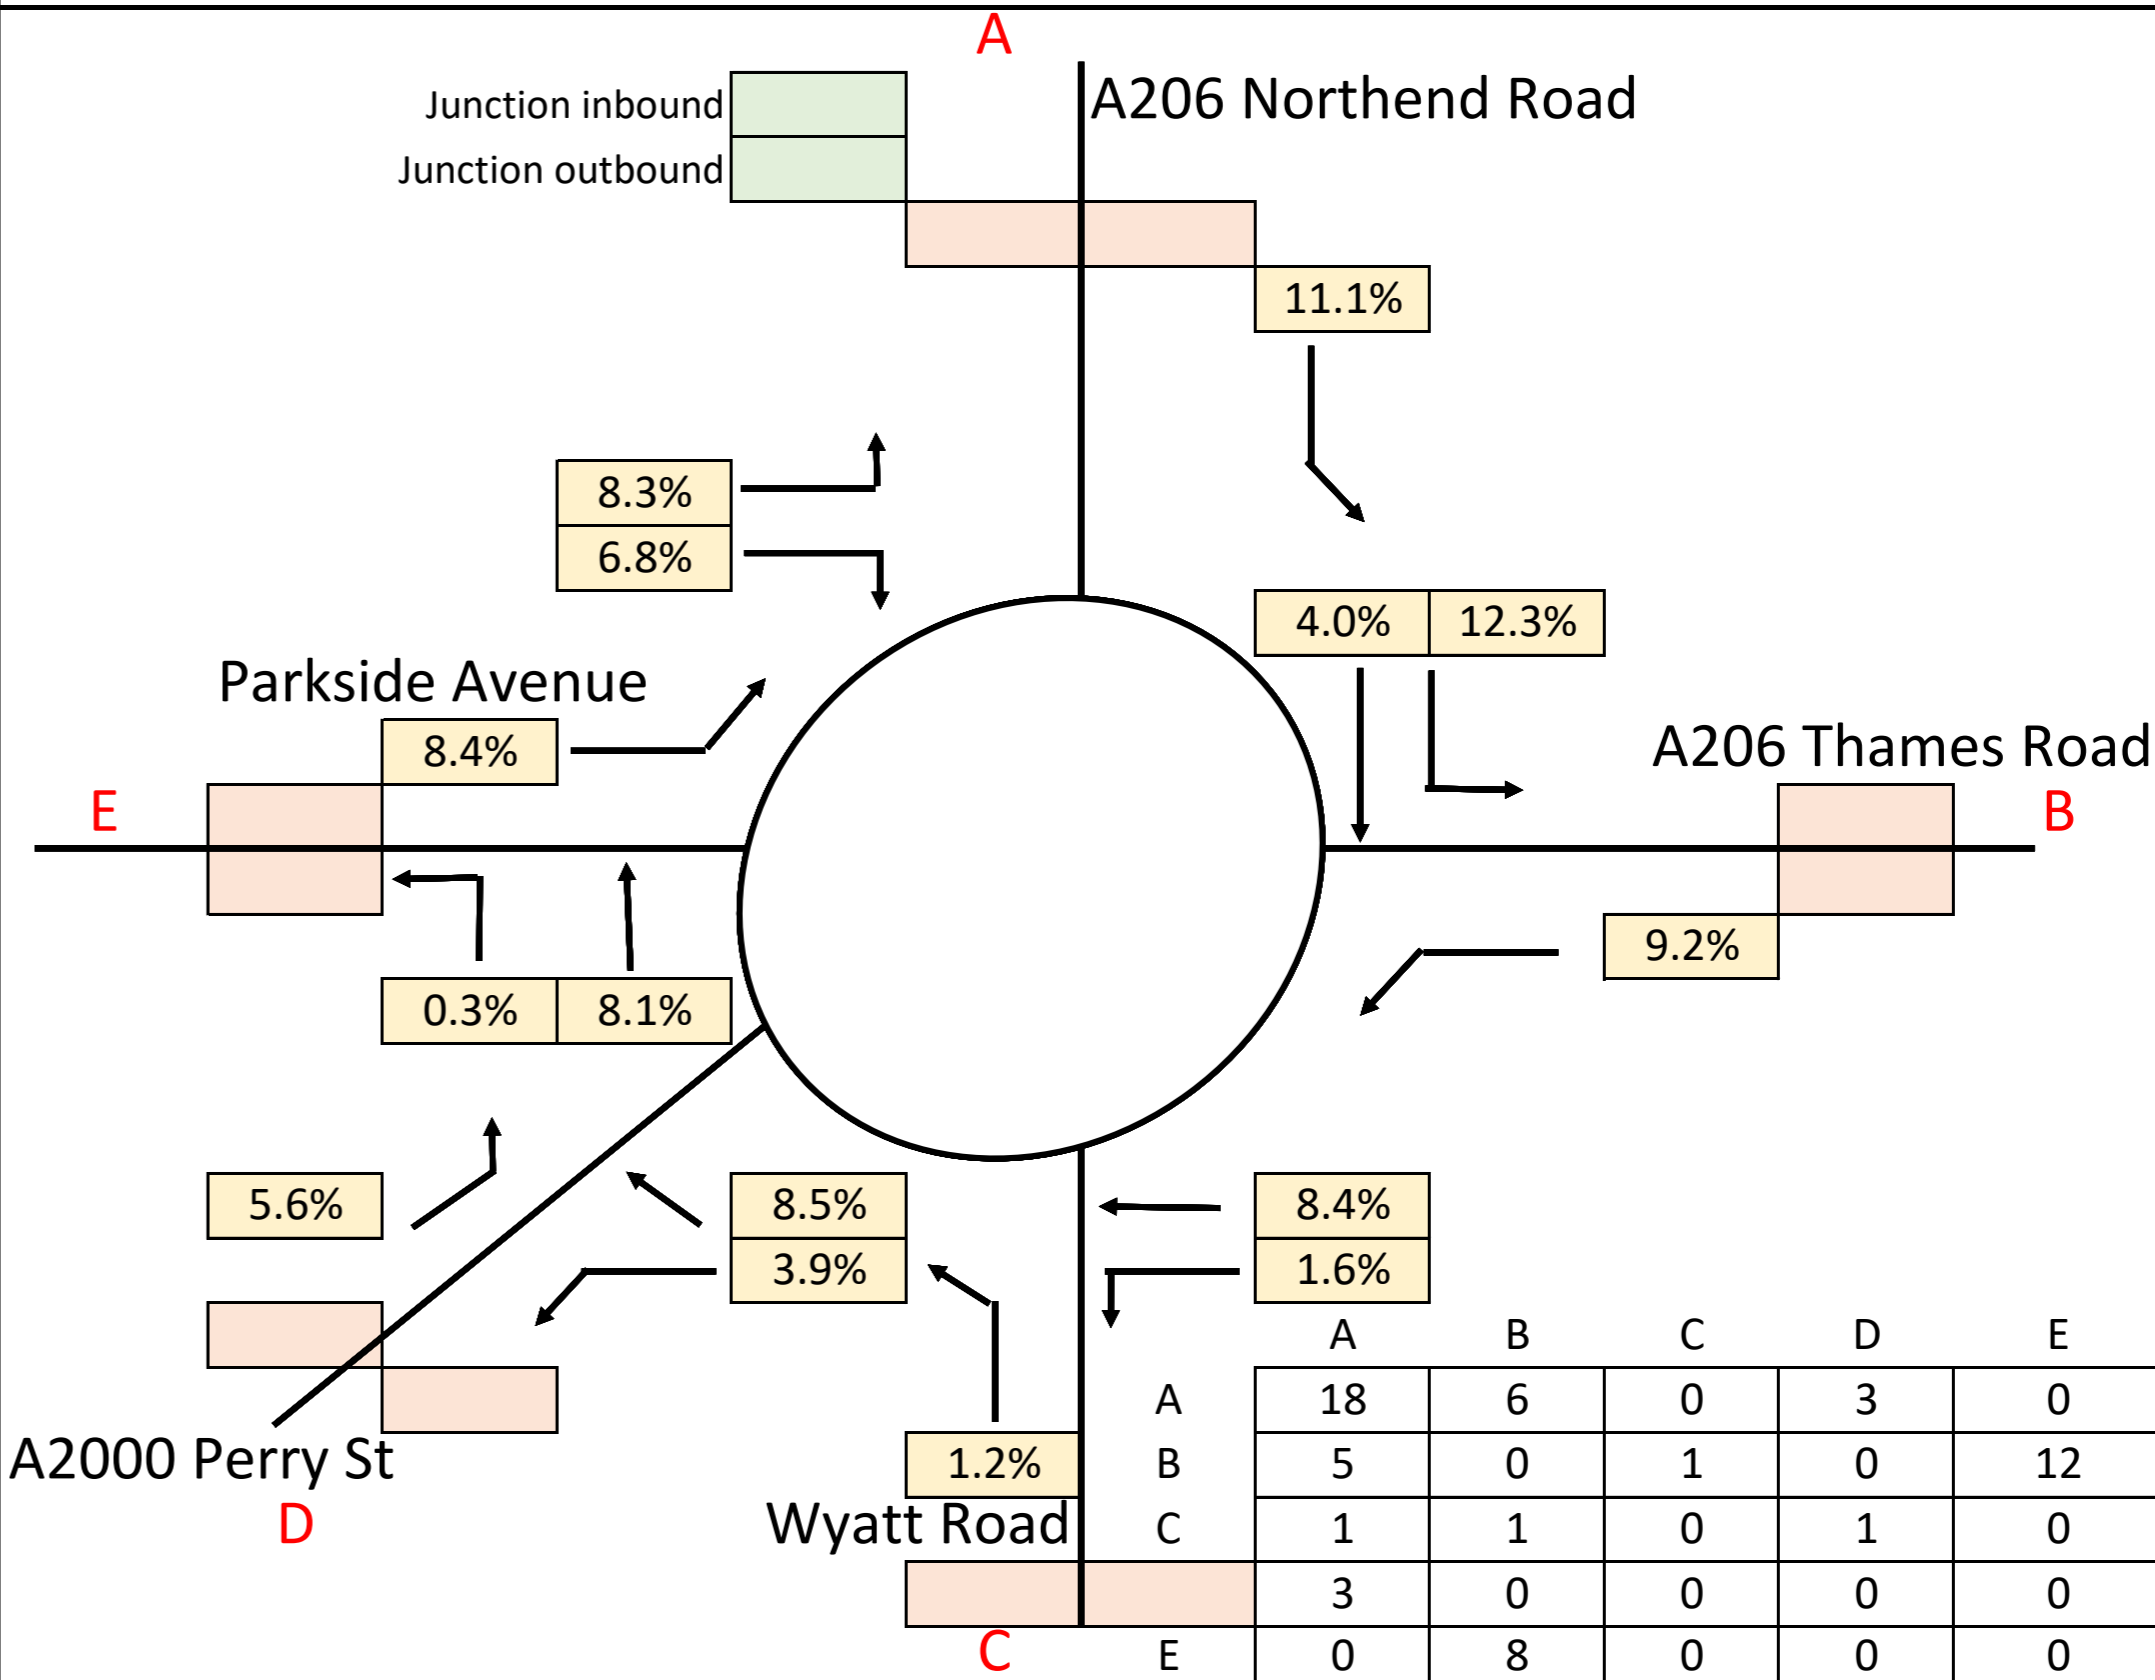 A
A206 Northend Road
Junction inbound
Junction outbound
11.1%
8.3%
6.8%
4.0% 12.3%
Parkside Avenue
8.4%
A206 Thames Road
E
B
9.2%
0.3% 8.1%
5.6%
8.5%
8.4%
3.9%
1.6%
A B C D E
A 18 6 0 3 0
A2000 Perry St
1.2%
B 5 0 1 0 12
D
Wyatt Road
C 1 1 0 1 0
3 0 0 0 0
C
E 0 8 0 0 0